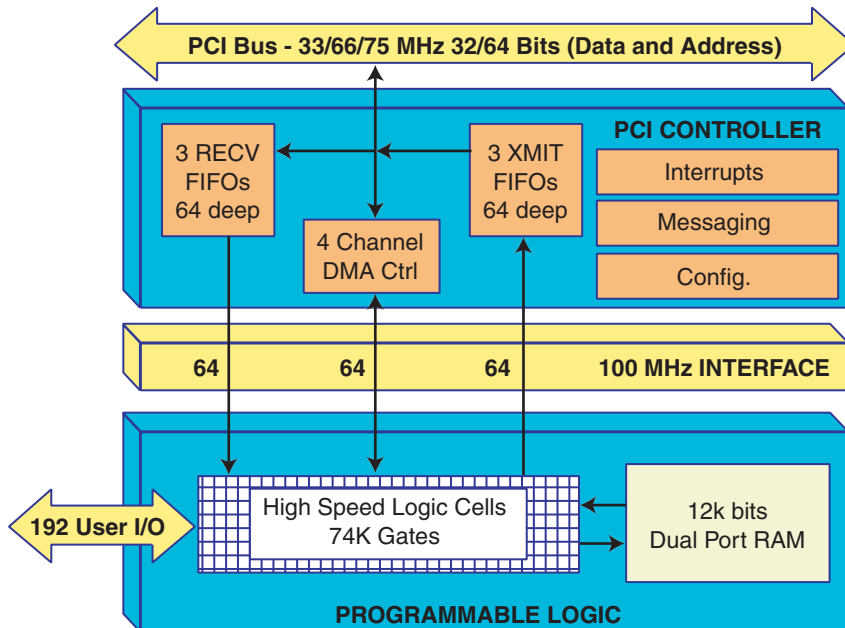 PCI Bus - 33/66/75 MHz 32/64 Bits (Data and Address)
PCI CONTROLLER
3 RECV
FIFOs
64 deep
3 XMIT
FIFOs
64 deep
4 Channel
DMA Ctrl
Interrupts
Messaging
Config.
64
64
64
100 MHz INTERFACE
192 User I/O
High Speed Logic Cells
74K Gates
12k bits
Dual Port RAM
PROGRAMMABLE LOGIC